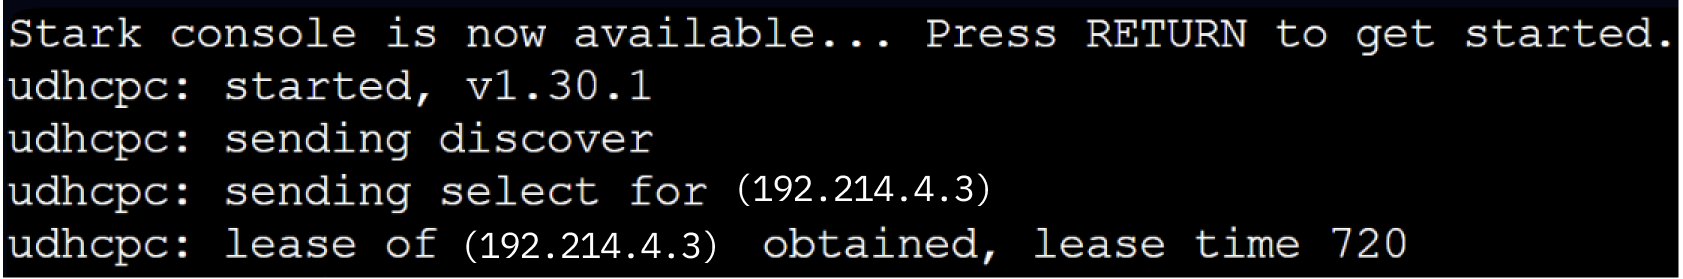 Stark console is now available... Press RETURN to get started.
udhcpc: started, v1.30.1
udhcpc: sending discover
udhcpc: sending select for (192.214.4.3)
udhcpc: lease of (192.214.4.3) obtained, lease time 720